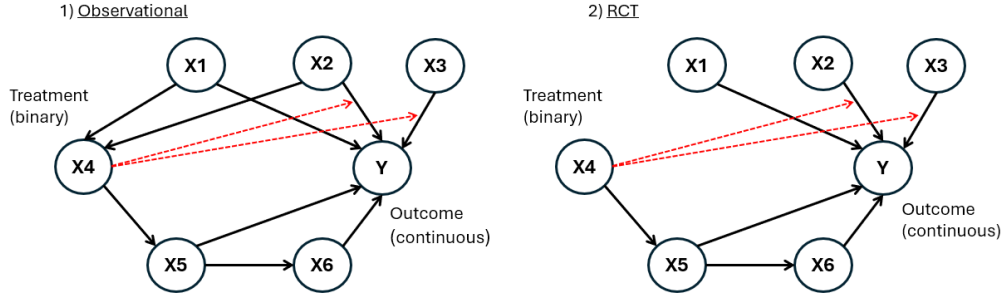 1) Observational
X1
X2
X3
Treatment
(binary)
X4
Y
Outcome
(continuous)
X5
X6
2) RCT
X1
X2
X3
Treatment
(binary)
X4
Y
Outcome
(continuous)
X5
X6